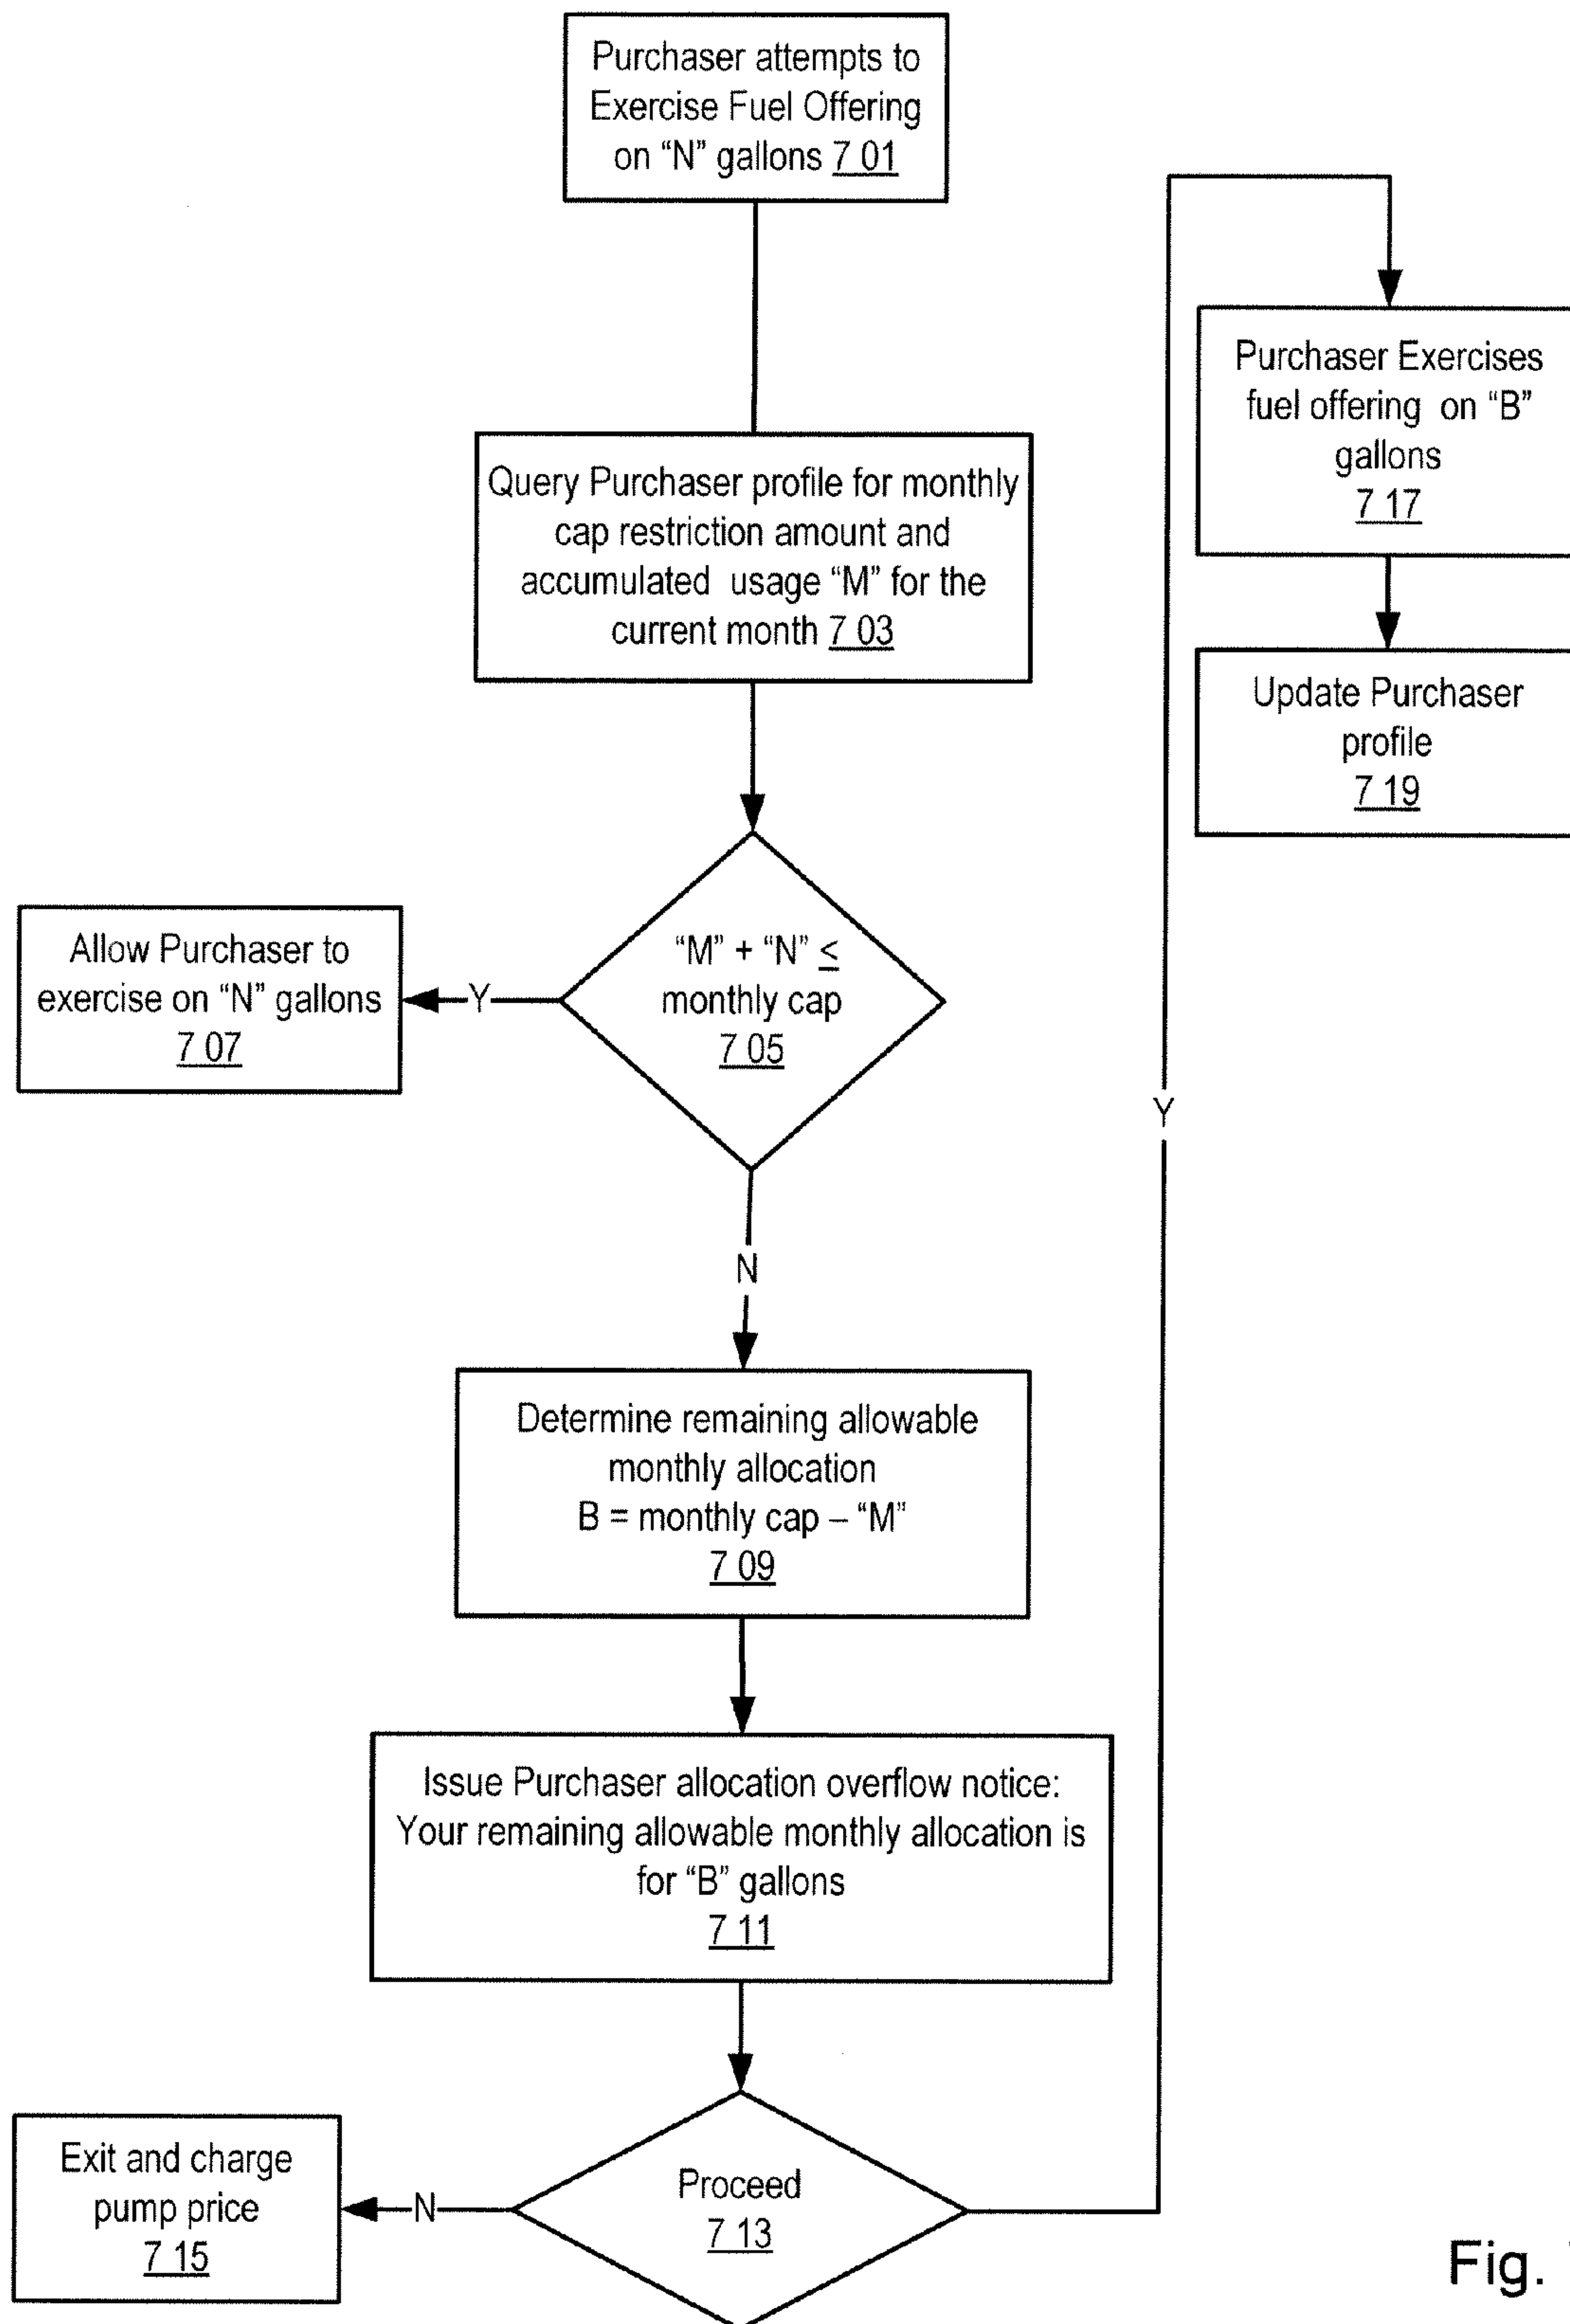 Purchaser attempts to
Exercise Fuel Offering
on “N” gallons 7 01
Query Purchaser profile for monthly
cap restriction amount and
accumulated usage “M” for the
current month 7 03
“M” + “N” ≤
monthly cap
7 05
Y
Allow Purchaser to
exercise on “N” gallons
7 07
N
Determine remaining allowable
monthly allocation
B = monthly cap – “M”
7 09
Issue Purchaser allocation overflow notice:
Your remaining allowable monthly allocation is
for “B” gallons
7 11
Proceed
7 13
N
Exit and charge
pump price
7 15
Y
Purchaser Exercises
fuel offering on “B”
gallons
7 17
Update Purchaser
profile
7 19
Fig.